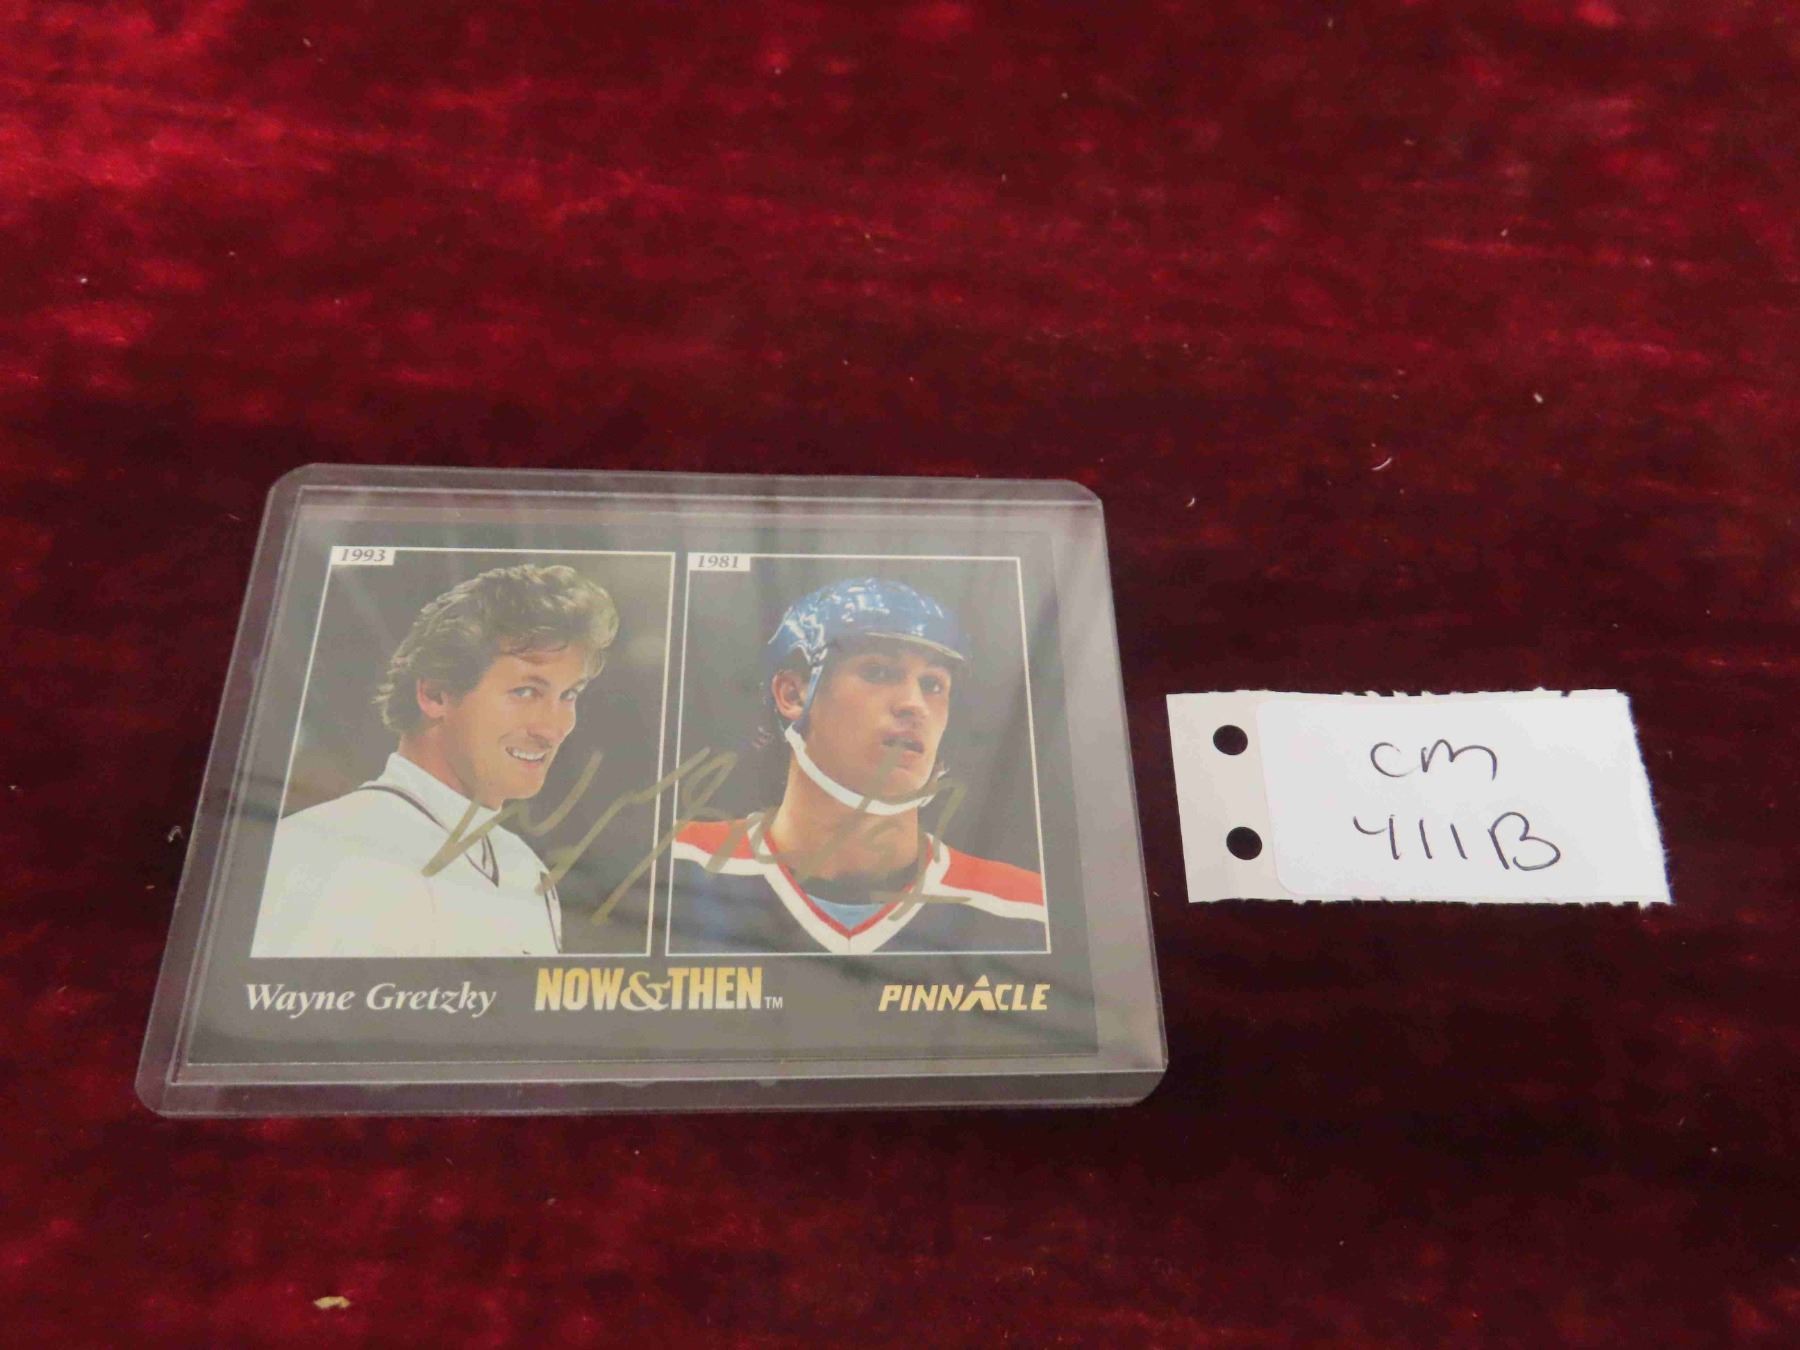 1993
1981
Wayne Gretzky NOW&THEN™ PINNACLE
CM
411B